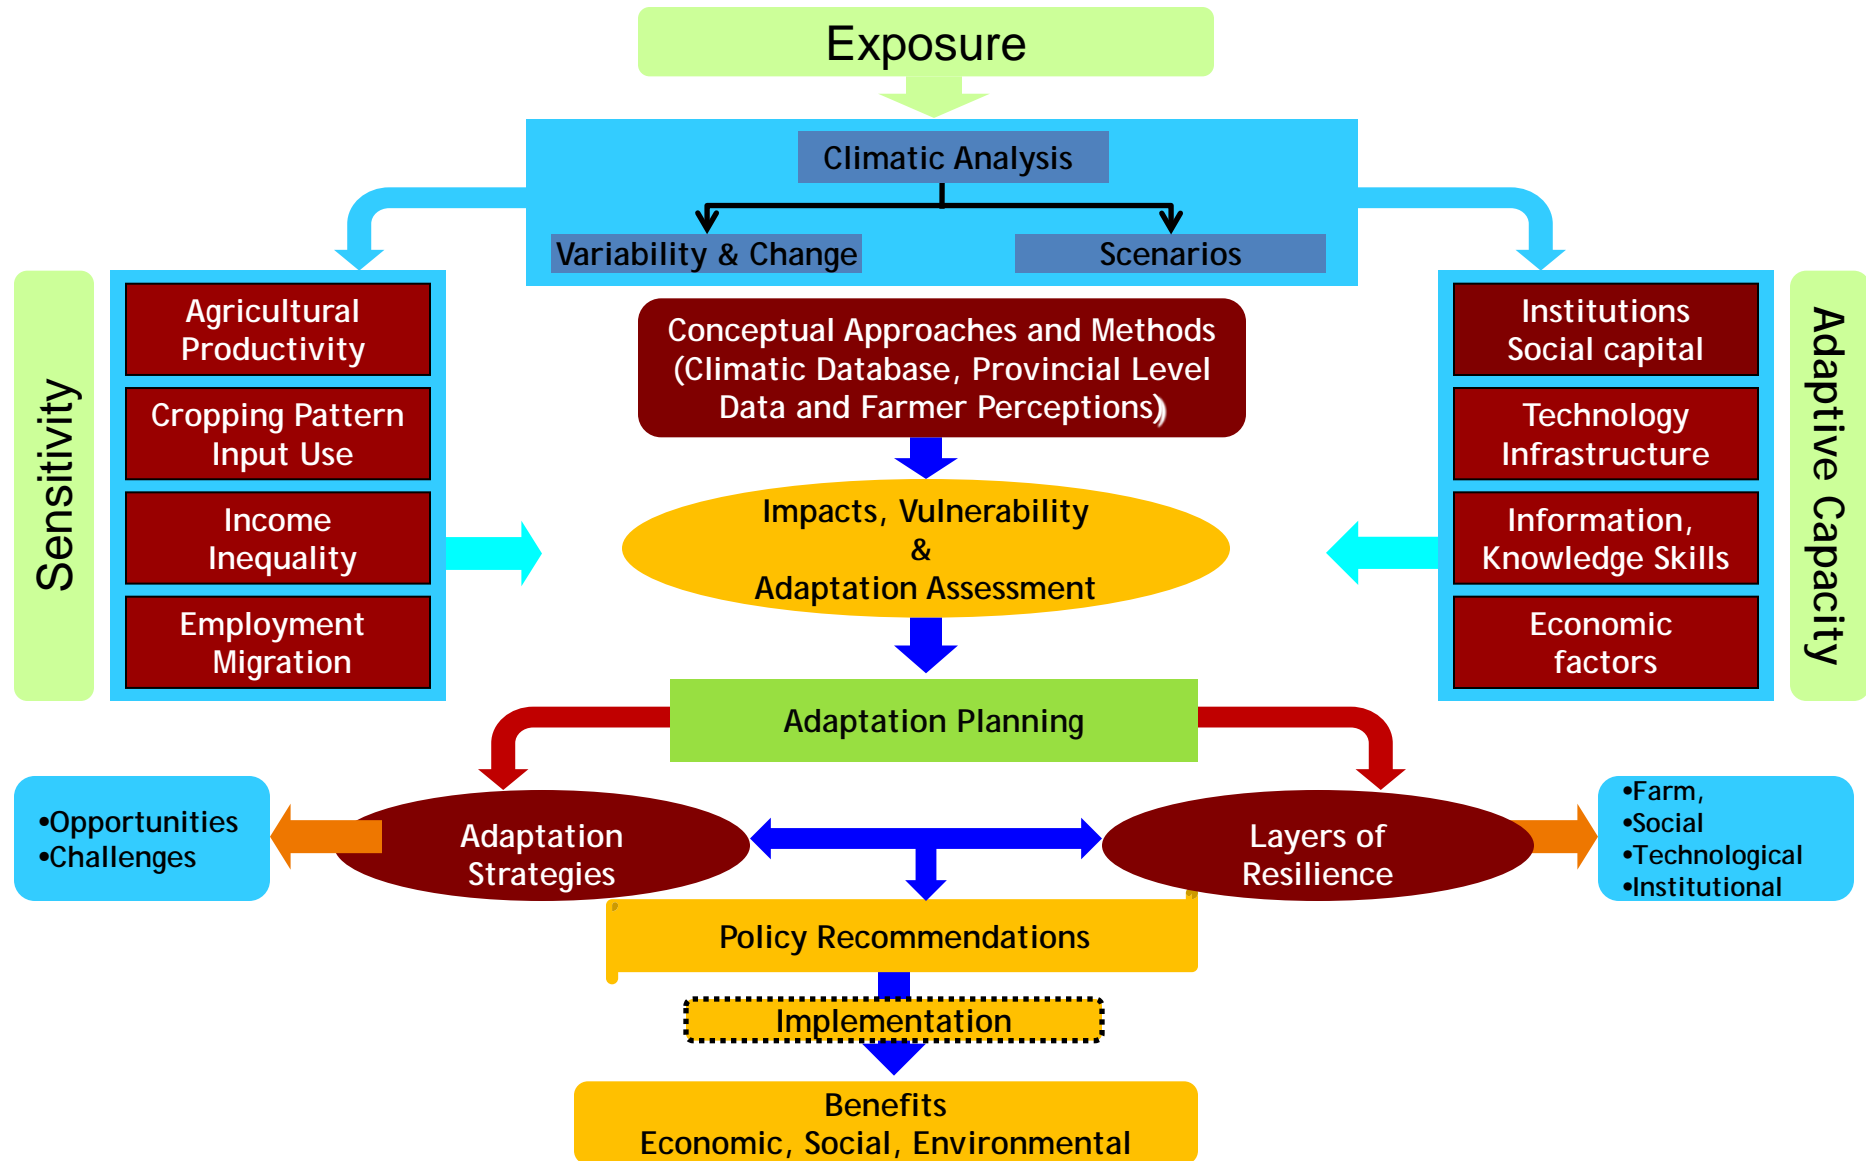 Exposure
Climatic Analysis
Variability & Change
Scenarios
Sensitivity
Agricultural
Productivity
Cropping Pattern
Input Use
Income
Inequality
Employment
Migration
Conceptual Approaches and Methods
(Climatic Database, Provincial Level
Data and Farmer Perceptions)
Impacts, Vulnerability
&
Adaptation Assessment
Institutions
Social capital
Technology
Infrastructure
Information,
Knowledge Skills
Economic
factors
Adaptive Capacity
Adaptation Planning
•Opportunities
•Challenges
Adaptation
Strategies
Layers of
Resilience
•Farm,
•Social
•Technological
•Institutional
Policy Recommendations
Implementation
Benefits
Economic, Social, Environmental